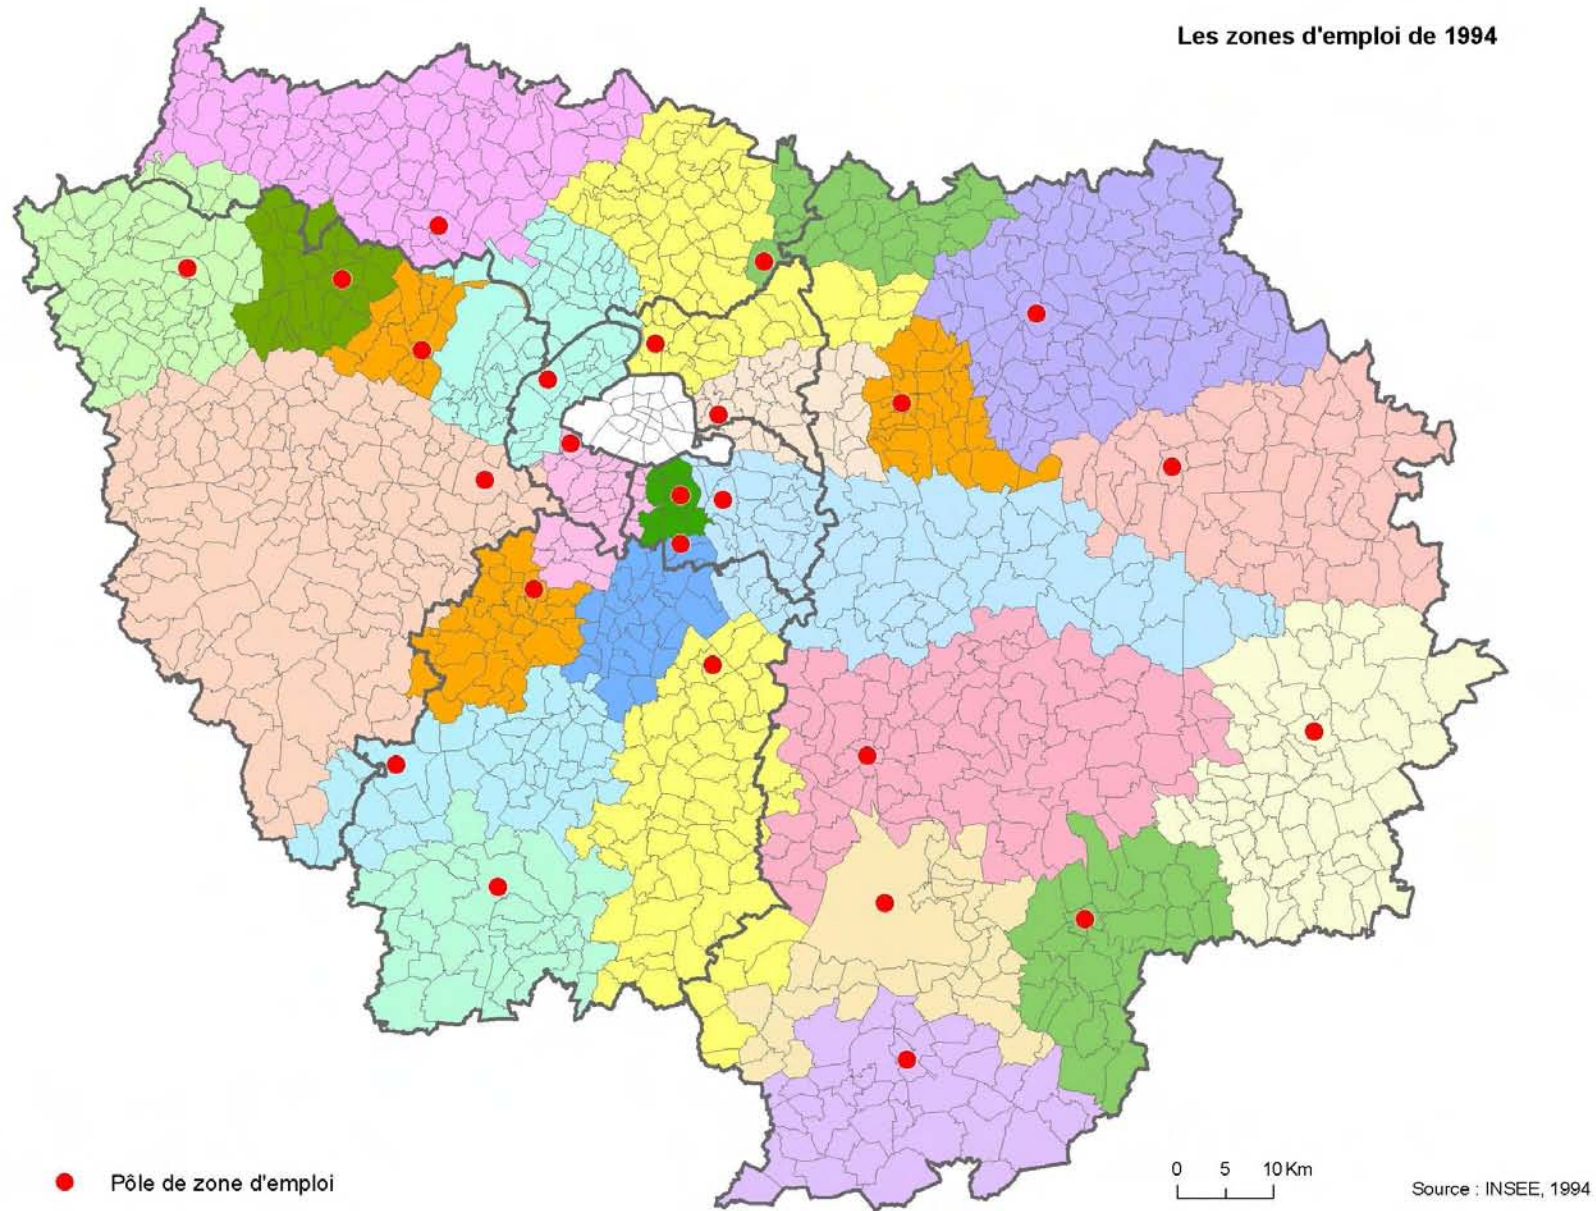 Les zones d'emploi de 1994
Pôle de zone d'emploi
0 5 10 Km
Source : INSEE, 1994